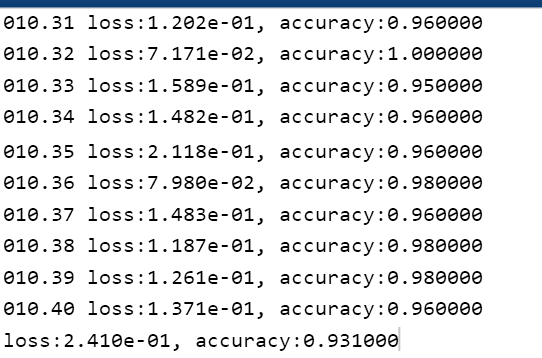 010.31 loss:1.202e-01, accuracy:0.960000
010.32 loss:7.171e-02, accuracy:1.000000
010.33 loss:1.589e-01, accuracy:0.950000
010.34 loss:1.482e-01, accuracy:0.960000
010.35 loss:2.118e-01, accuracy:0.960000
010.36 loss:7.980e-02, accuracy:0.980000
010.37 loss:1.483e-01, accuracy:0.960000
010.38 loss:1.187e-01, accuracy:0.980000
010.39 loss:1.261e-01, accuracy:0.980000
010.40 loss:1.371e-01, accuracy:0.960000
loss:2.410e-01, accuracy:0.931000